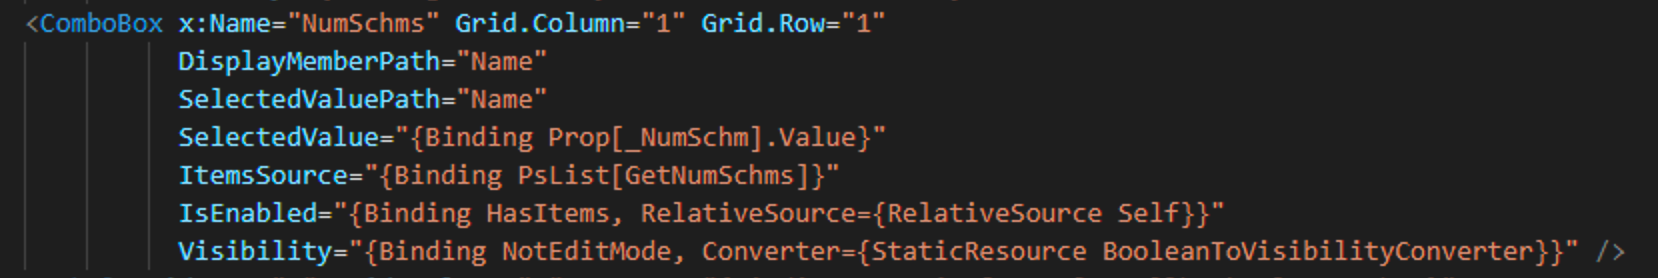 <ComboBox x:Name="NumSchms" Grid.Column="1" Grid.Row="1"
DisplayMemberPath="Name"
SelectedValuePath="Name"
SelectedValue="{Binding Prop[_NumSchm].Value}"
ItemsSource="{Binding PsList[GetNumSchms]}"
IsEnabled="{Binding HasItems, RelativeSource={RelativeSource Self}}"
Visibility="{Binding NotEditMode, Converter={StaticResource BooleanToVisibilityConverter}}" />